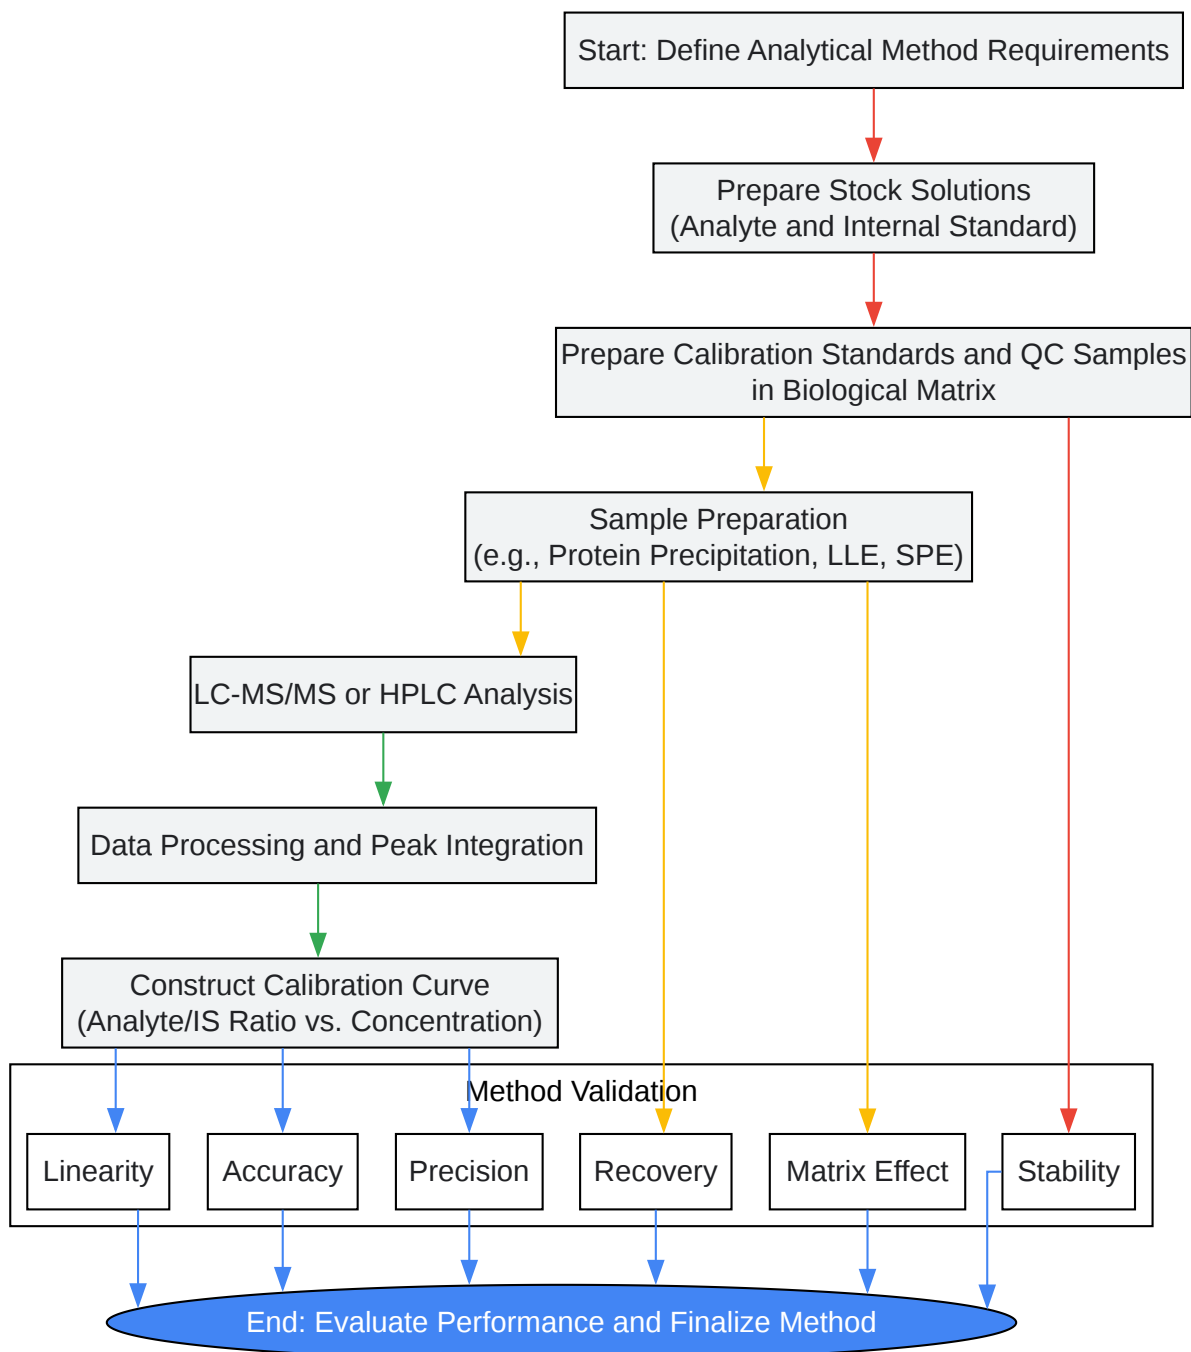 Start: Define Analytical Method Requirements
Prepare Stock Solutions
(Analyte and Internal Standard)
Prepare Calibration Standards and QC Samples
in Biological Matrix
Sample Preparation
(e.g., Protein Precipitation, LLE, SPE)
LC-MS/MS or HPLC Analysis
Data Processing and Peak Integration
Construct Calibration Curve
(Analyte/IS Ratio vs. Concentration)
Method Validation
Linearity
Accuracy
Precision
Recovery
Matrix Effect
Stability
End: Evaluate Performance and Finalize Method